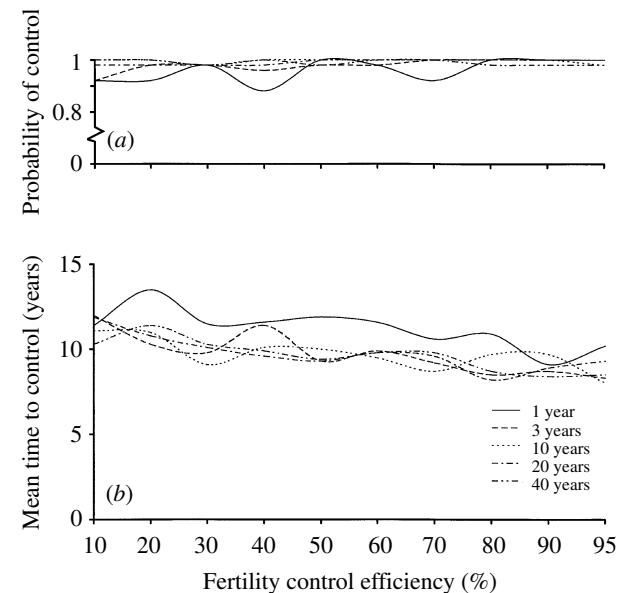 Probability of control
1
0.8
0
(a)
Mean time to control (years)
15
10
5
0
(b)
1 year
3 years
10 years
20 years
40 years
10 20 30 40 50 60 70 80 90 95
Fertility control efficiency (%)